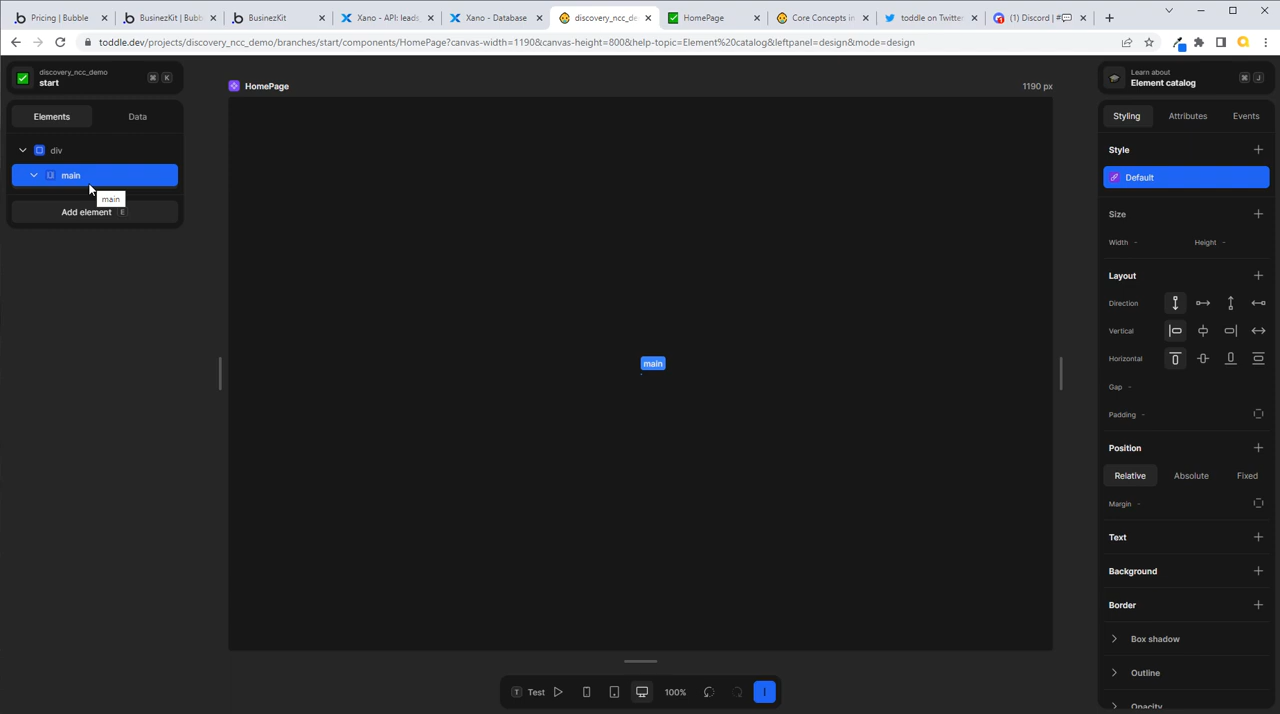 Pricing | Bubble
BusinezKit | Bubb
BusinezKit
Xano - API: leads
Xano - Database
discovery_ncc_de
HomePage
Core Concepts in
toddle on Twitter
(1) Discord | #
toddle.dev/projects/discovery_ncc_demo/branches/start/components/HomePage?canvas-width=1190&canvas-height=800&help-topic=Element%20catalog&leftpanel=design&mode=design
discovery_ncc_demo
start
⌘ K
Elements
Data
div
main
main
Add element E
HomePage
1190 px
main
T Test
100%
Learn about
Element catalog
⌘ J
Styling
Attributes
Events
Style
Default
Size
Width -
Height -
Layout
Direction
Vertical
Horizontal
Gap -
Padding -
Position
Relative
Absolute
Fixed
Margin -
Text
Background
Border
Box shadow
Outline
Opacity